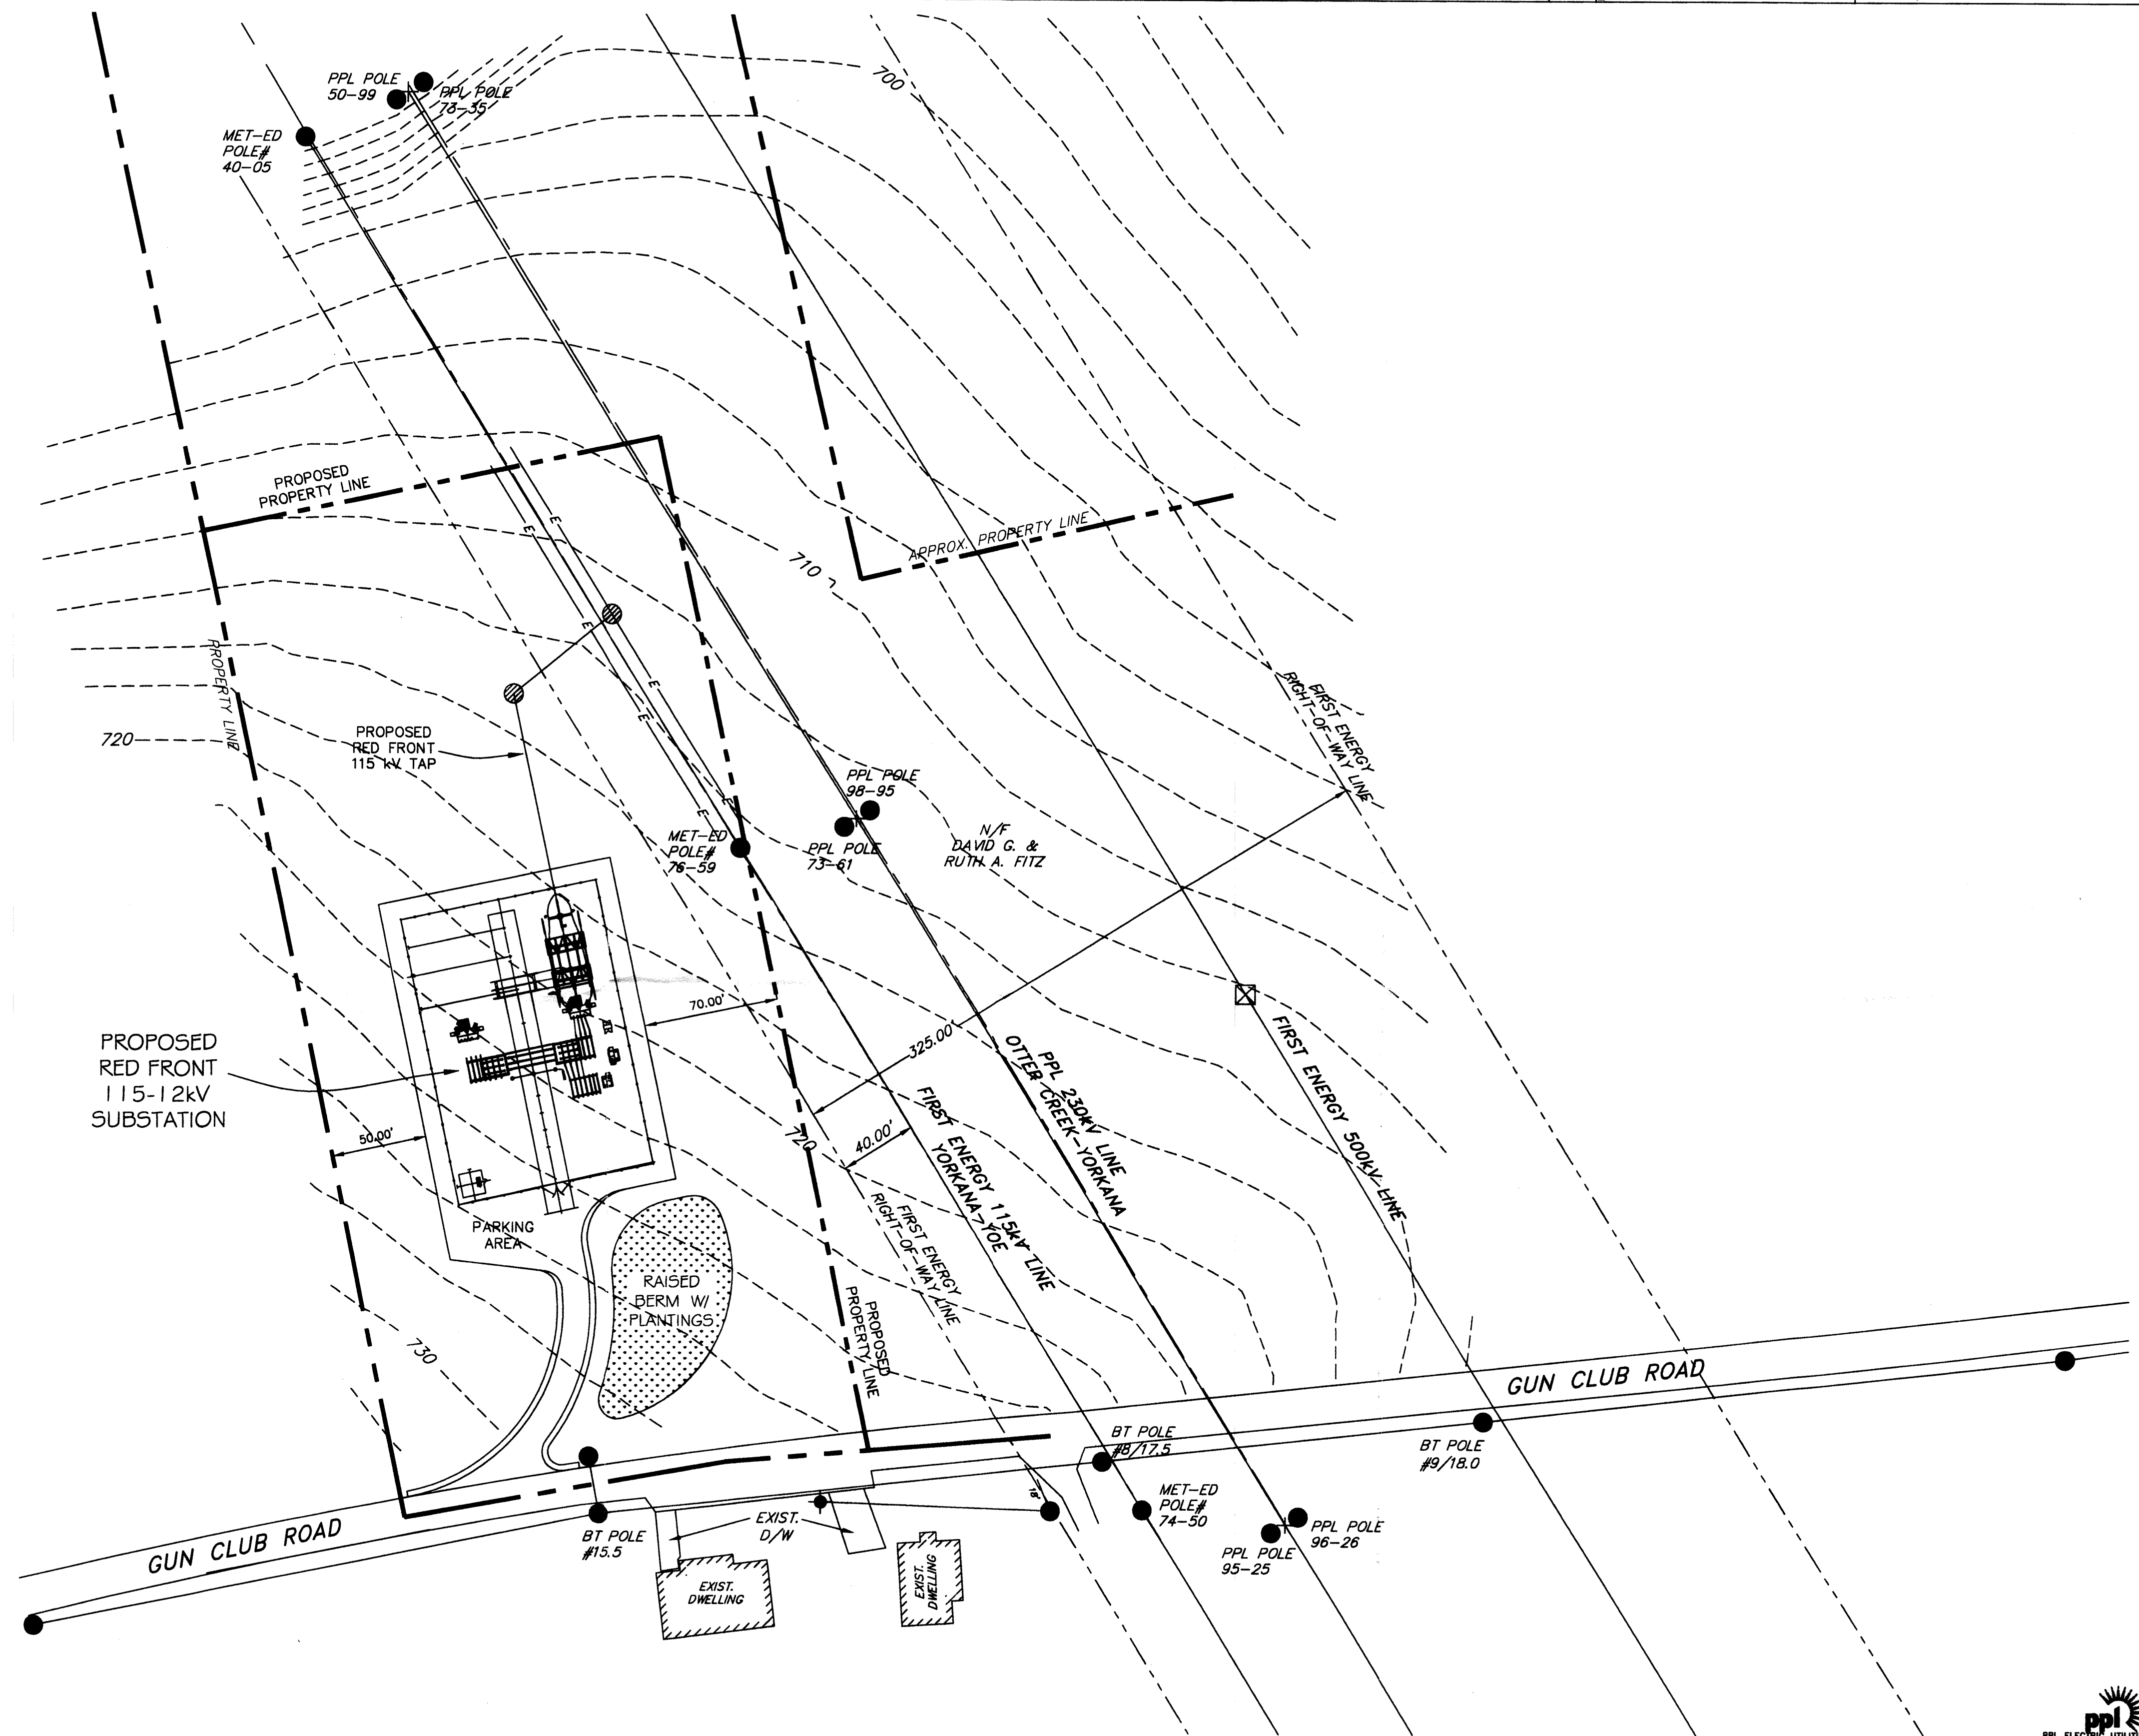 PPL POLE
50-99
PPL POLE
73-35
MET-ED
POLE#
40-05
700
PROPOSED
PROPERTY LINE
E
E
APPROX. PROPERTY LINE
710
E
PROPERTY LINE
E
E
720
PROPOSED
RED FRONT
115 kV TAP
FIRST ENERGY
RIGHT-OF-WAY LINE
PPL POLE
98-95
E
E
MET-ED
POLE#
76-59
PPL POLE
73-61
N/F
DAVID G. &
RUTH A. FITZ
70.00'
325.00'
PROPOSED
RED FRONT
115-12kV
SUBSTATION
50.00'
720
40.00'
PPL 230kV LINE
OTTER CREEK-YORKANA
FIRST ENERGY 115kV LINE
YORKANA-YOE
FIRST ENERGY 500kV LINE
FIRST ENERGY
RIGHT-OF-WAY LINE
PARKING
AREA
RAISED
BERM W/
PLANTINGS
PROPOSED
PROPERTY LINE
730
GUN CLUB ROAD
BT POLE
#8/17.5
BT POLE
#9/18.0
18'
MET-ED
POLE#
74-50
PPL POLE
96-26
PPL POLE
95-25
GUN CLUB ROAD
BT POLE
#15.5
EXIST.
D/W
EXIST.
DWELLING
EXIST.
DWELLING
ppl
PPL ELECTRIC